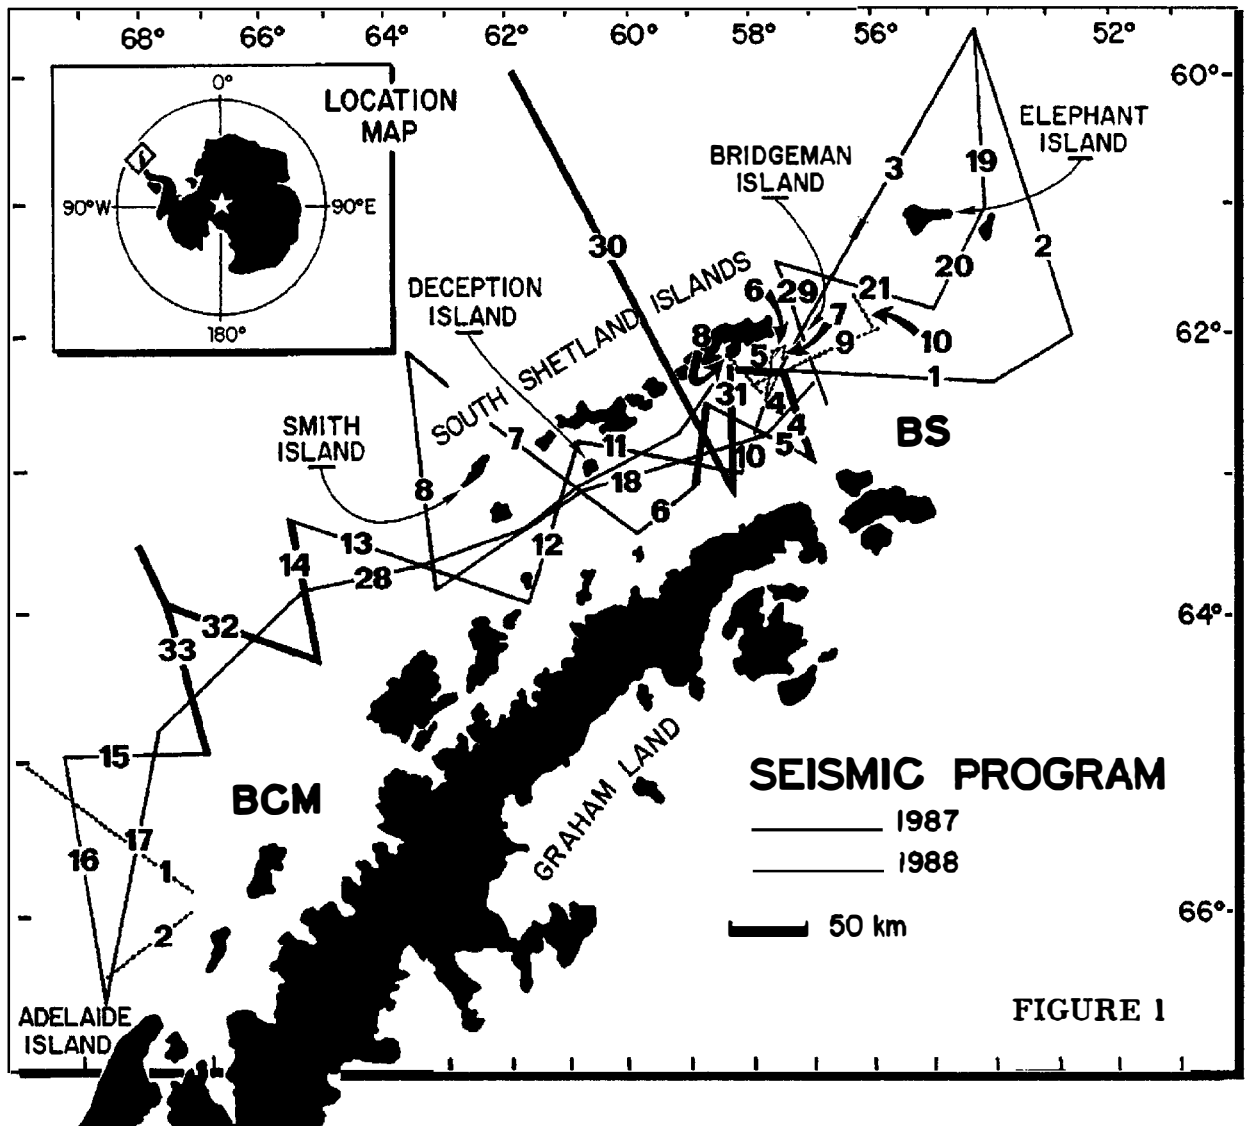 68° 66° 64° 62° 60° 58° 56° 52°
60°
62°
64°
66°
LOCATION
MAP
0°
90°W
90°E
180°
ELEPHANT
ISLAND
BRIDGEMAN
ISLAND
DECEPTION
ISLAND
SOUTH SHETLAND ISLANDS
SMITH
ISLAND
3
19
2
30
20
21
6
29
7
8
5
9
10
1
31
4
4
5
BS
7
11
10
18
8
6
13
12
14
28
32
33
15
BCM
17
16
1
2
GRAHAM LAND
SEISMIC PROGRAM
1987
1988
50 km
ADELAIDE
ISLAND
FIGURE 1